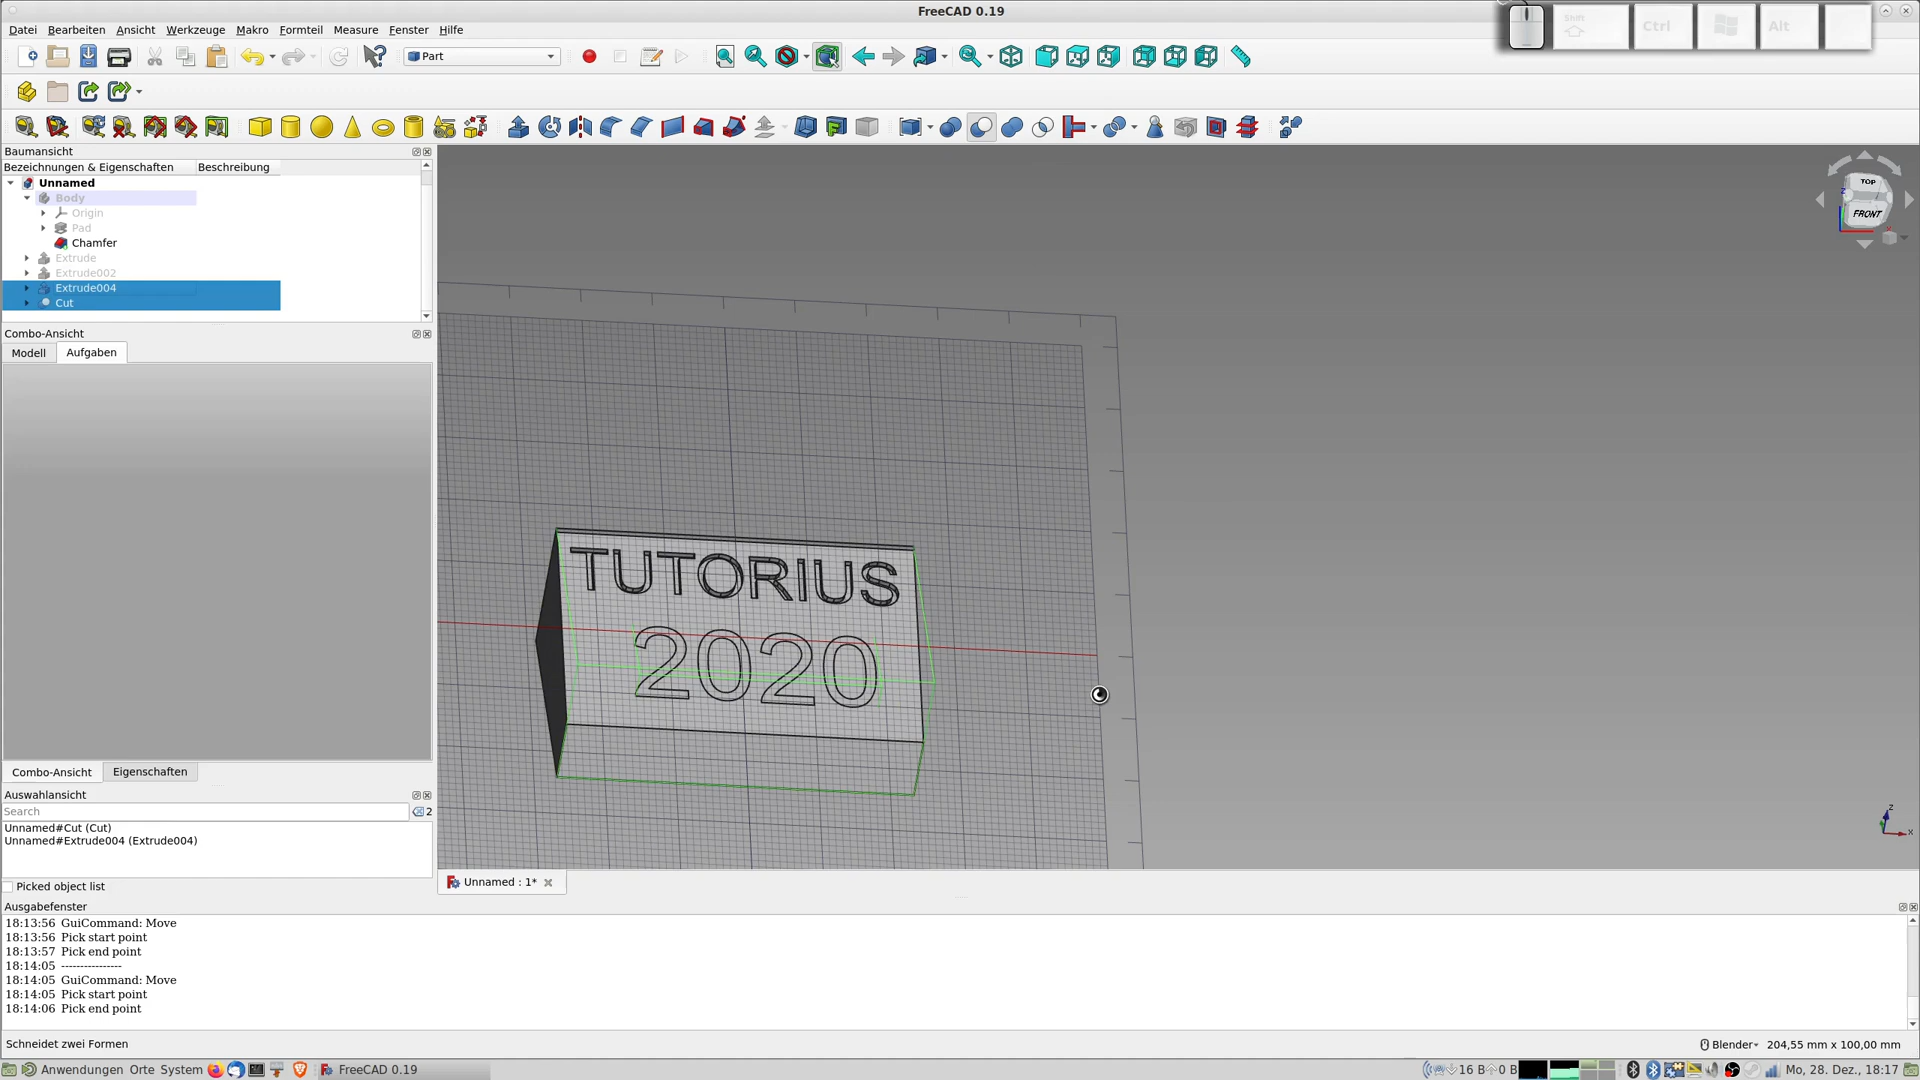 FreeCAD 0.19
Datei Bearbeiten Ansicht Werkzeuge Makro Formteil Measure Fenster Hilfe
Shift Ctrl Alt
Part
Baumansicht
Bezeichnungen & Eigenschaften Beschreibung
Unnamed
Body
Origin
Pad
Chamfer
Extrude
Extrude002
Extrude004
Cut
Combo-Ansicht
Modell Aufgaben
TOP
FRONT
TUTORIUS
2020
Z
X
Combo-Ansicht Eigenschaften
Auswahlansicht
Search 2
Unnamed#Cut (Cut)
Unnamed#Extrude004 (Extrude004)
Picked object list
Unnamed : 1*
Ausgabefenster
18:13:56 GuiCommand: Move
18:13:56 Pick start point
18:13:57 Pick end point
18:14:05 ---------------
18:14:05 GuiCommand: Move
18:14:05 Pick start point
18:14:06 Pick end point
Schneidet zwei Formen
Blender 204,55 mm x 100,00 mm
Anwendungen Orte System FreeCAD 0.19 16 B 0 B Mo, 28. Dez., 18:17